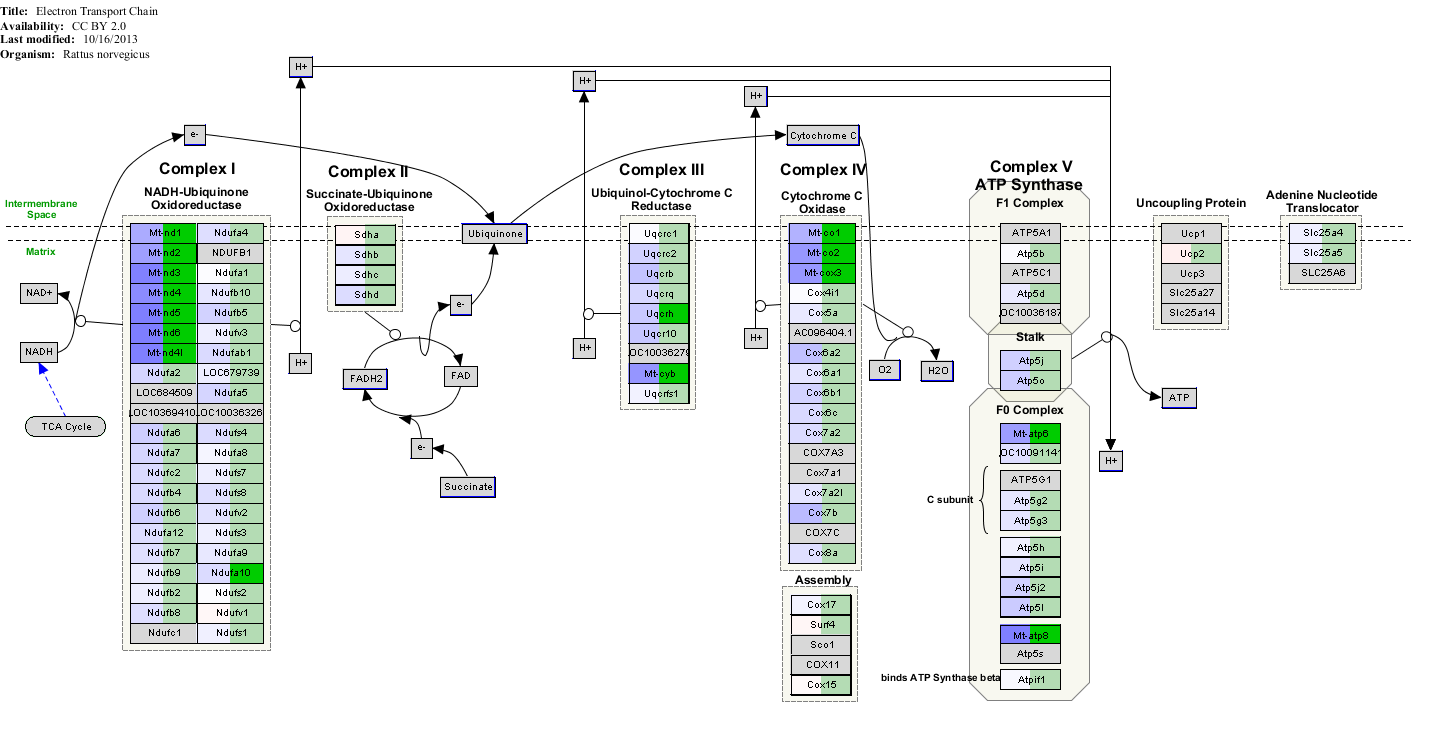 Title: Electron Transport Chain
Availability: CC BY 2.0
Last modified: 10/16/2013
Organism: Rattus norvegicus
H+
H+
H+
e-
Cytochrome C
Complex I
NADH-Ubiquinone
Oxidoreductase
Complex II
Succinate-Ubiquinone
Oxidoreductase
Complex III
Ubiquinol-Cytochrome C
Reductase
Complex IV
Cytochrome C
Oxidase
Complex V
ATP Synthase
F1 Complex
Uncoupling Protein
Adenine Nucleotide
Translocator
Intermembrane
Space
Matrix
Ubiquinone
NAD+
NADH
TCA Cycle
Mt-nd1 Ndufa4
Mt-nd2 NDUFB1
Mt-nd3 Ndufa1
Mt-nd4 Ndufb10
Mt-nd5 Ndufb5
Mt-nd6 Ndufv3
Mt-nd4l Ndufab1
Ndufa2 LOC679739
LOC684509 Ndufa5
LOC10369410 LOC10036326
Ndufa6 Ndufs4
Ndufa7 Ndufa8
Ndufc2 Ndufs7
Ndufb4 Ndufs8
Ndufb6 Ndufv2
Ndufa12 Ndufs3
Ndufb7 Ndufa9
Ndufb9 Ndufa10
Ndufb2 Ndufs2
Ndufb8 Ndufv1
Ndufc1 Ndufs1
H+
Sdha
Sdhb
Sdhc
Sdhd
e-
FADH2
FAD
e-
Succinate
Uqcrc1
Uqcrc2
Uqcrb
Uqcrq
Uqcrh
Uqcr10
OC10036279
Mt-cyb
Uqcrfs1
H+
H+
Mt-co1
Mt-co2
Mt-cox3
Cox4i1
Cox5a
AC096404.1
Cox6a2
Cox6a1
Cox6b1
Cox6c
Cox7a2
COX7A3
Cox7a1
Cox7a2l
Cox7b
COX7C
Cox8a
Assembly
Cox17
Surf4
Sco1
COX11
Cox15
O2
H2O
ATP5A1
Atp5b
ATP5C1
Atp5d
OC10036187
Stalk
Atp5j
Atp5o
F0 Complex
Mt-atp6
OC10091141
C subunit
ATP5G1
Atp5g2
Atp5g3
Atp5h
Atp5i
Atp5j2
Atp5l
Mt-atp8
Atp5s
binds ATP Synthase beta
Atpif1
ATP
H+
Ucp1
Ucp2
Ucp3
Slc25a27
Slc25a14
Slc25a4
Slc25a5
SLC25A6